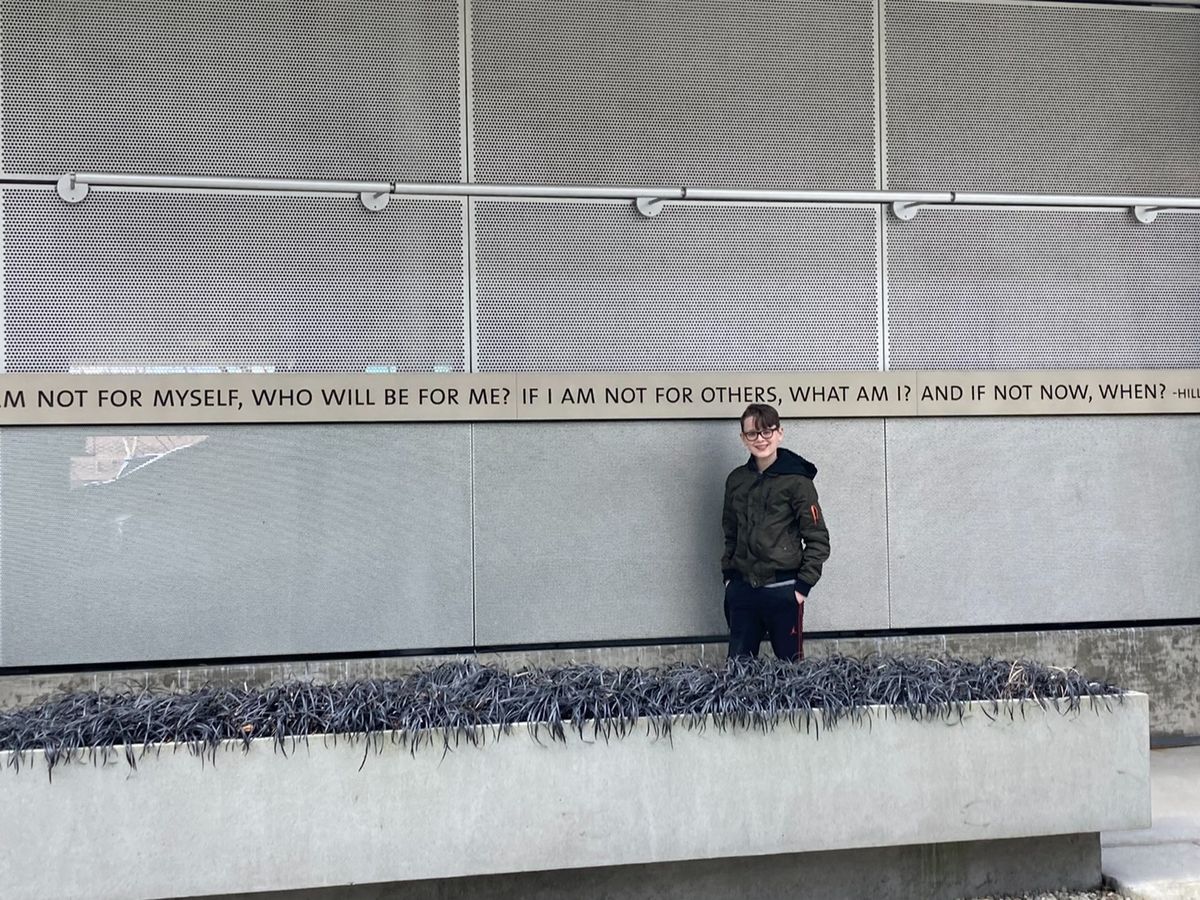 M NOT FOR MYSELF, WHO WILL BE FOR ME? IF I AM NOT FOR OTHERS, WHAT AM I? AND IF NOT NOW, WHEN? -HILL